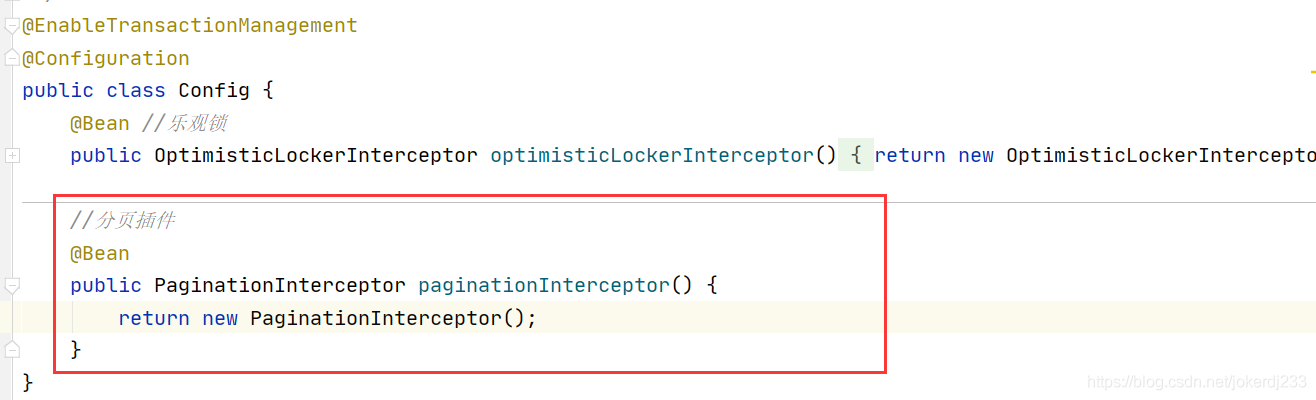 @EnableTransactionManagement
@Configuration
public class Config {
@Bean //乐观锁
public OptimisticLockerInterceptor optimisticLockerInterceptor() { return new OptimisticLockerIntercepto
//分页插件
@Bean
public PaginationInterceptor paginationInterceptor() {
return new PaginationInterceptor();
}
}
https://blog.csdn.net/jokerdj233